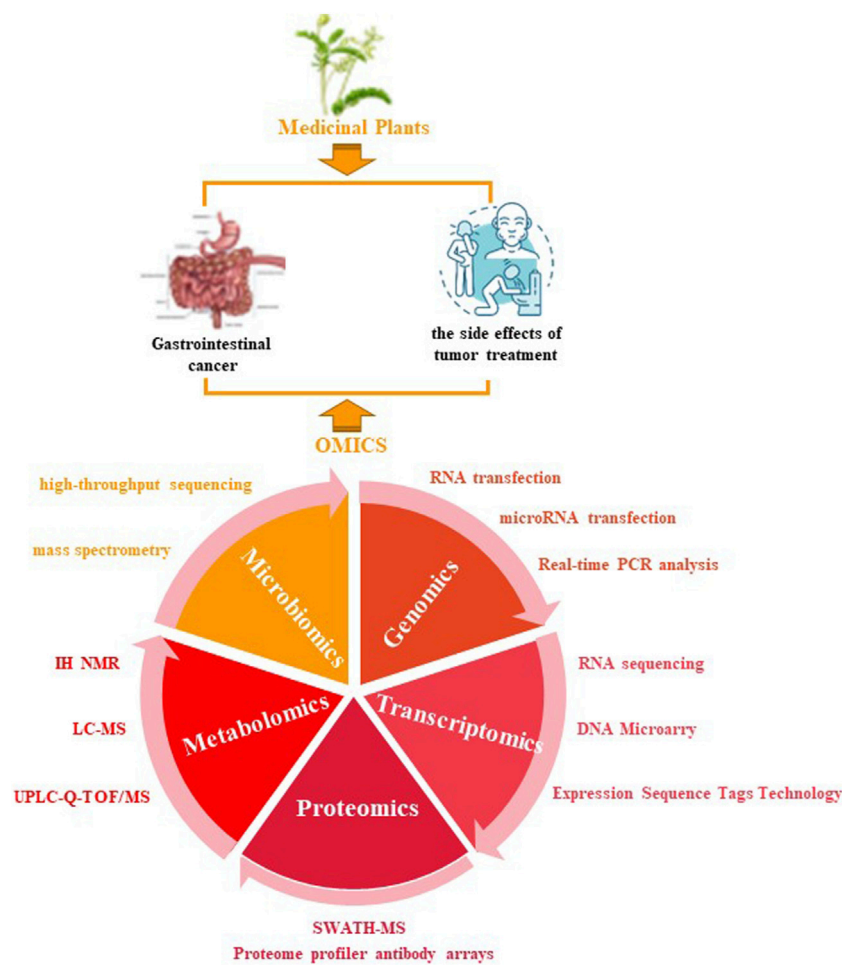 Medicinal Plants
Gastrointestinal
cancer
the side effects of
tumor treatment
OMICS
high-throughput sequencing
mass spectrometry
Microbiomics
RNA transfection
microRNA transfection
Real-time PCR analysis
Genomics
IH NMR
LC-MS
UPLC-Q-TOF/MS
Metabolomics
Transcriptomics
RNA sequencing
DNA Microarry
Expression Sequence Tags Technology
Proteomics
SWATH-MS
Proteome profiler antibody arrays